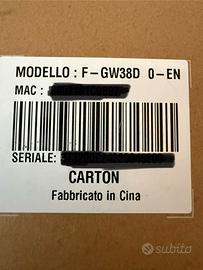 MODELLO : F-GW38D 0-EN
MAC :
SERIALE:
CARTON
Fabbricato in Cina
subito